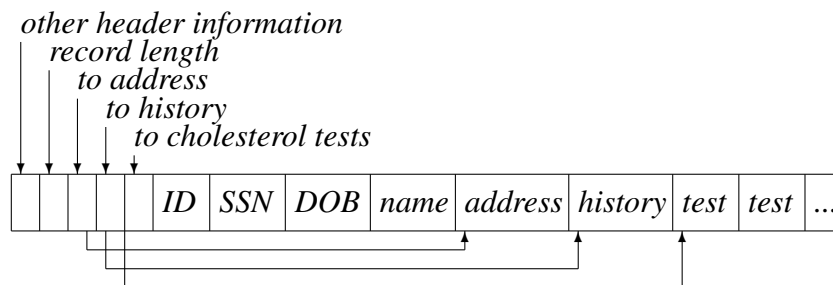 other header information
record length
to address
to history
to cholesterol tests
ID SSN DOB name address history test test ...